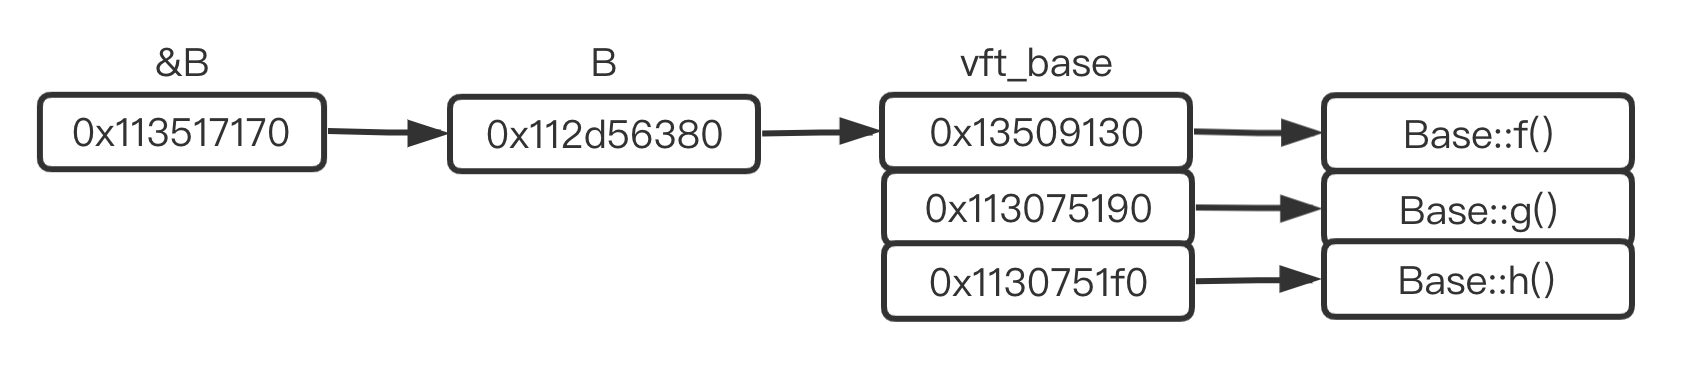 &B
B
vft_base
0x113517170
0x112d56380
0x13509130
Base::f()
0x113075190
Base::g()
0x1130751f0
Base::h()